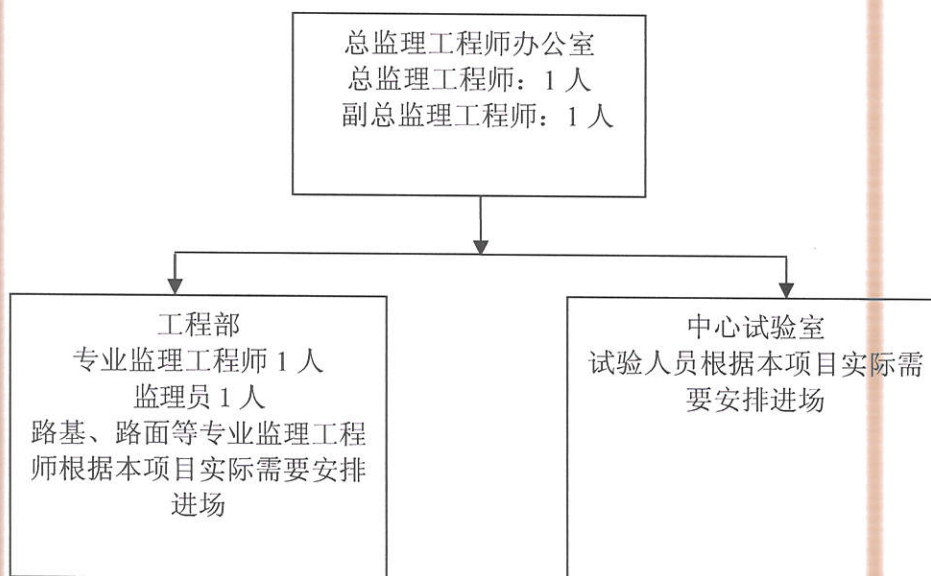 总监理工程师办公室
总监理工程师：1 人
副总监理工程师：1 人
工程部
专业监理工程师 1 人
监理员 1 人
路基、路面等专业监理工程
师根据本项目实际需要安排
进场
中心试验室
试验人员根据本项目实际需
要安排进场